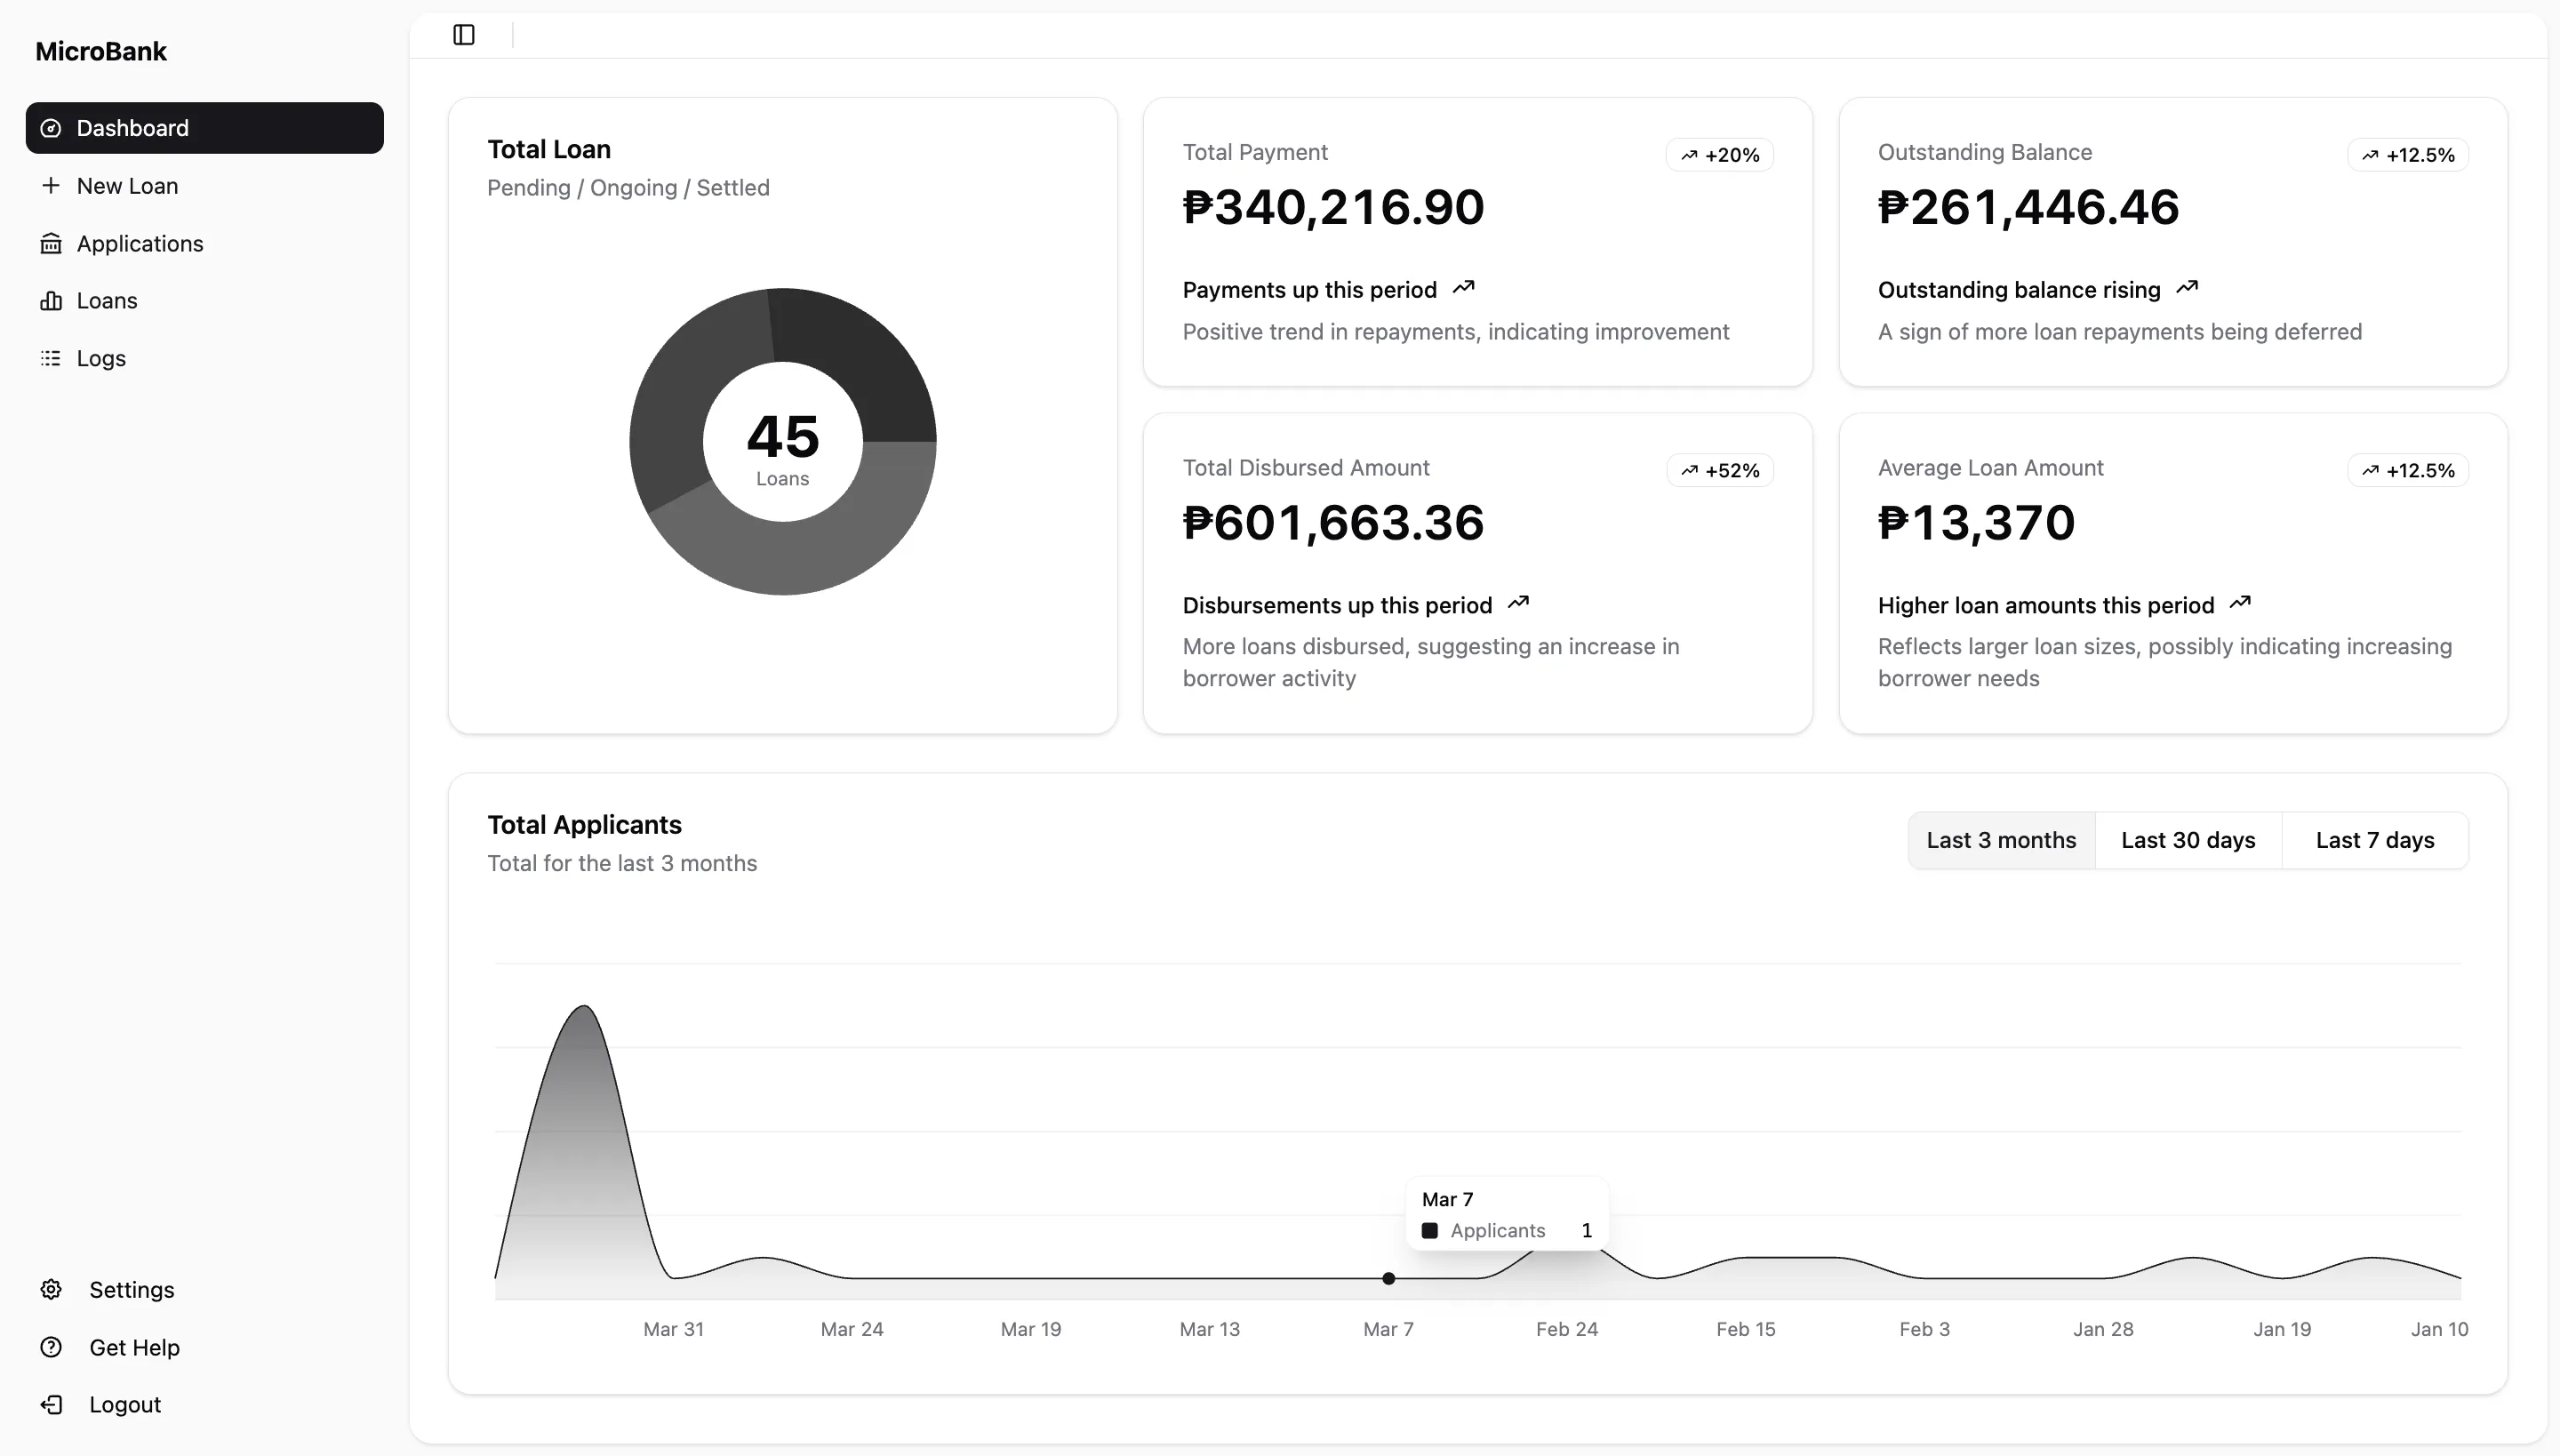 MicroBank
Dashboard
New Loan
Applications
Loans
Logs
Settings
Get Help
Logout
Total Loan
Pending / Ongoing / Settled
45
Loans
Total Payment
+20%
₱340,216.90
Payments up this period
Positive trend in repayments, indicating improvement
Outstanding Balance
+12.5%
₱261,446.46
Outstanding balance rising
A sign of more loan repayments being deferred
Total Disbursed Amount
+52%
₱601,663.36
Disbursements up this period
More loans disbursed, suggesting an increase in
borrower activity
Average Loan Amount
+12.5%
₱13,370
Higher loan amounts this period
Reflects larger loan sizes, possibly indicating increasing
borrower needs
Total Applicants
Total for the last 3 months
Last 3 months
Last 30 days
Last 7 days
Mar 7
Applicants 1
Mar 31
Mar 24
Mar 19
Mar 13
Mar 7
Feb 24
Feb 15
Feb 3
Jan 28
Jan 19
Jan 10